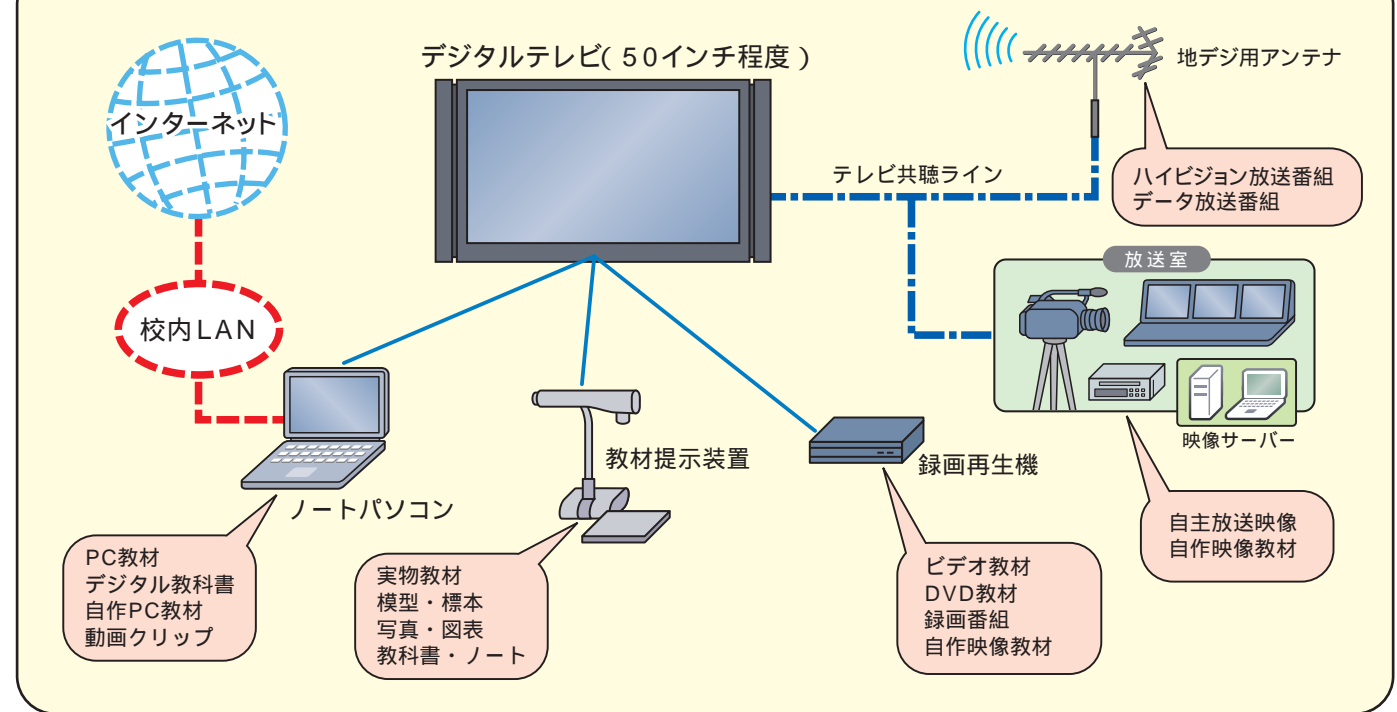 デジタルテレビ(50インチ程度)
地デジ用アンテナ
インターネット
テレビ共聴ライン
ハイビジョン放送番組
データ放送番組
放送室
校内LAN
映像サーバー
教材提示装置
録画再生機
ノートパソコン
自主放送映像
自作映像教材
PC教材
デジタル教科書
自作PC教材
動画クリップ
実物教材
模型・標本
写真・図表
教科書・ノート
ビデオ教材
DVD教材
録画番組
自作映像教材